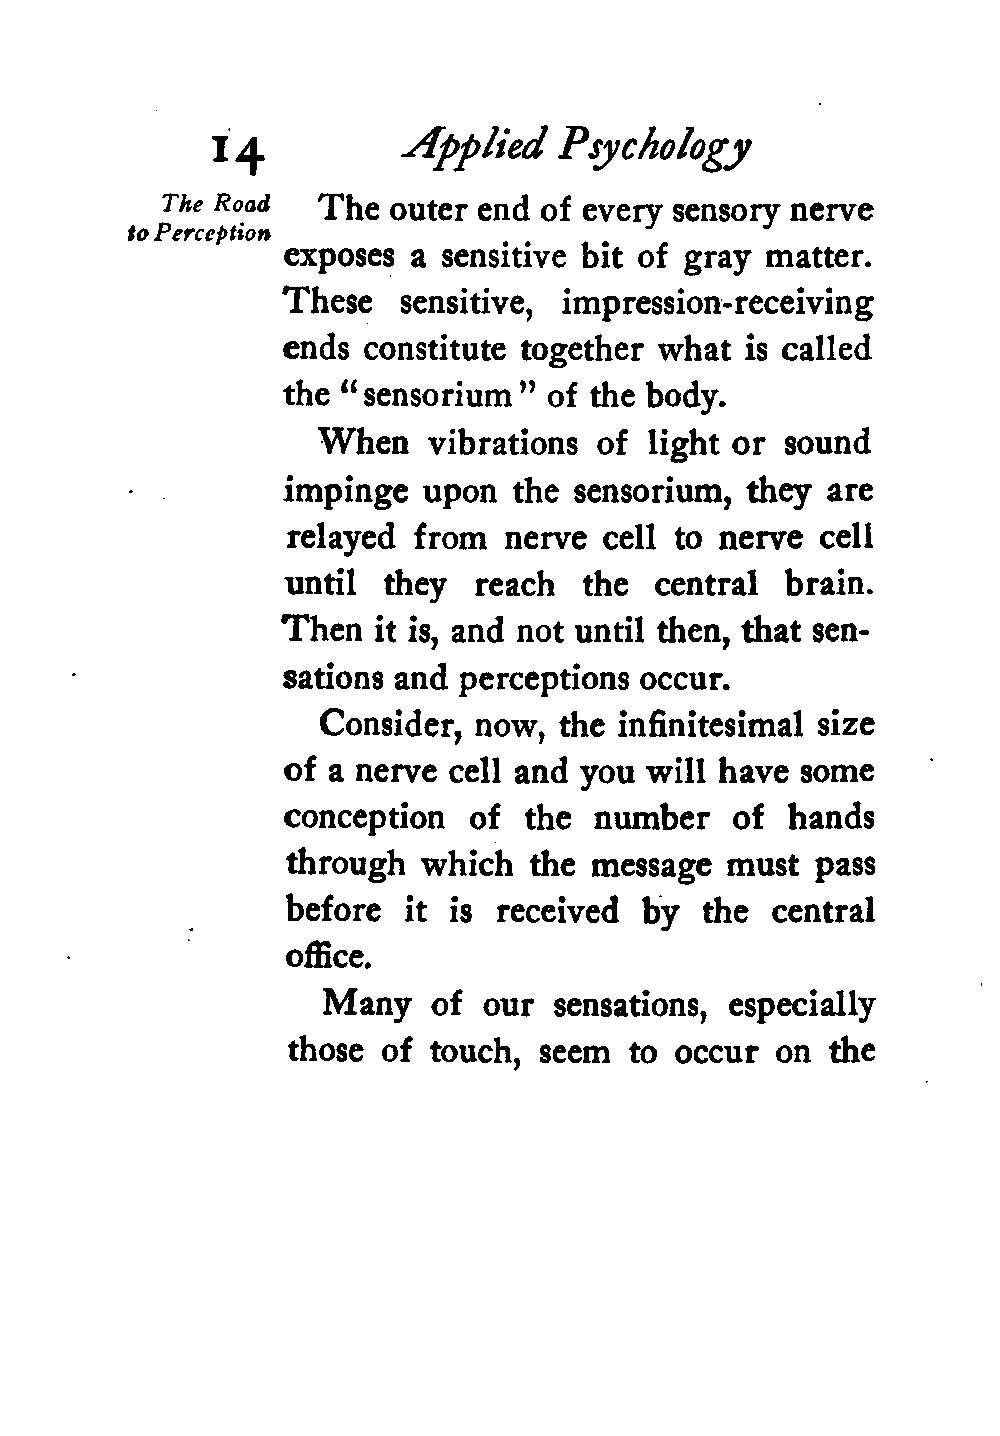 14 Applied Psychology
The Road
to Perception
The outer end of every sensory nerve
exposes a sensitive bit of gray matter.
These sensitive, impression-receiving
ends constitute together what is called
the “sensorium” of the body.
When vibrations of light or sound
impinge upon the sensorium, they are
relayed from nerve cell to nerve cell
until they reach the central brain.
Then it is, and not until then, that sen-
sations and perceptions occur.
Consider, now, the infinitesimal size
of a nerve cell and you will have some
conception of the number of hands
through which the message must pass
before it is received by the central
office.
Many of our sensations, especially
those of touch, seem to occur on the